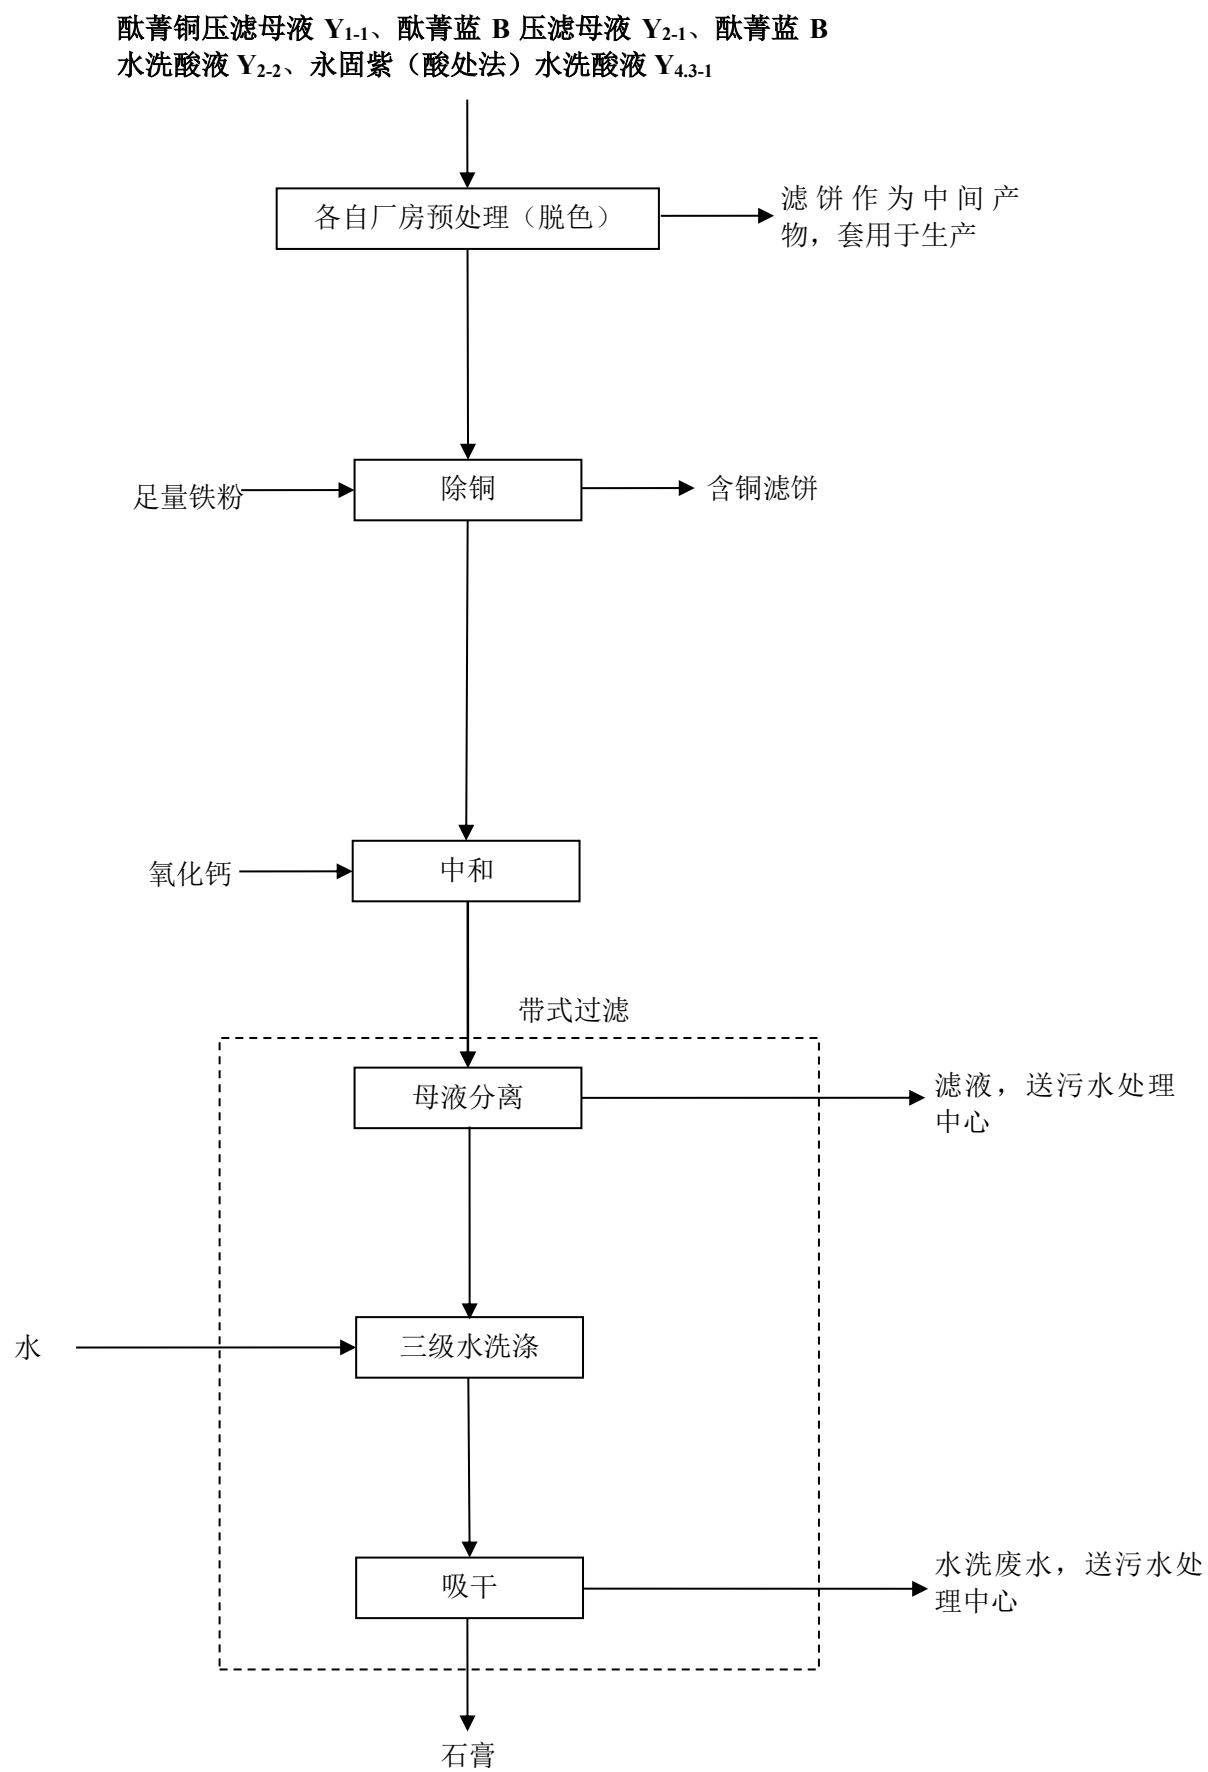 酞菁铜压滤母液 Y1-1、酞菁蓝 B 压滤母液 Y2-1、酞菁蓝 B
水洗酸液 Y2-2、永固紫（酸处法）水洗酸液 Y4.3-1
各自厂房预处理（脱色）
滤饼作为中间产
物，套用于生产
足量铁粉
除铜
含铜滤饼
氧化钙
中和
带式过滤
母液分离
滤液，送污水处理
中心
水
三级水洗涤
吸干
水洗废水，送污水处
理中心
石膏